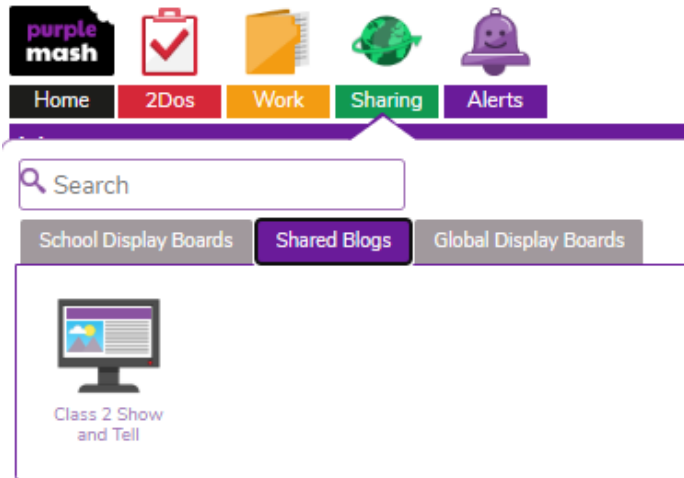 purple
mash
Home
2Dos
Work
Sharing
Alerts
Search
School Display Boards
Shared Blogs
Global Display Boards
Class 2 Show
and Tell